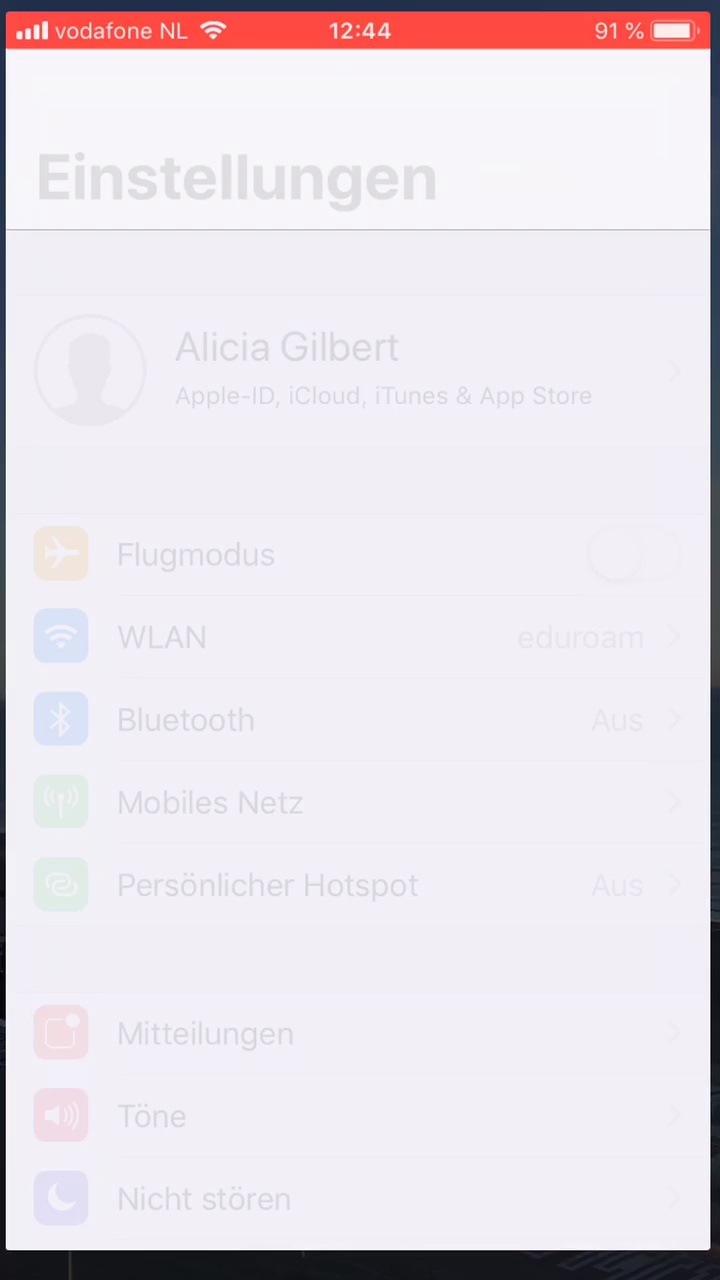 vodafone NL 12:44 91 %
Einstellungen
Alicia Gilbert
Apple-ID, iCloud, iTunes & App Store
Flugmodus
WLAN eduroam
Bluetooth Aus
Mobiles Netz
Persönlicher Hotspot Aus
Mitteilungen
Töne
Nicht stören